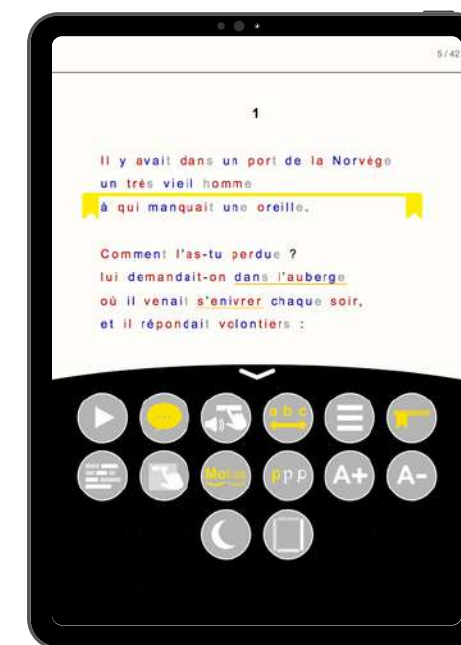 5 / 42
1
Il y avait dans un port de la Norvège
un très vieil homme
à qui manquait une oreille.
Comment l'as-tu perdue ?
lui demandait-on dans l'auberge
où il venait s'enivrer chaque soir,
et il répondait volontiers :
...
a b c
p p p
A+
A-